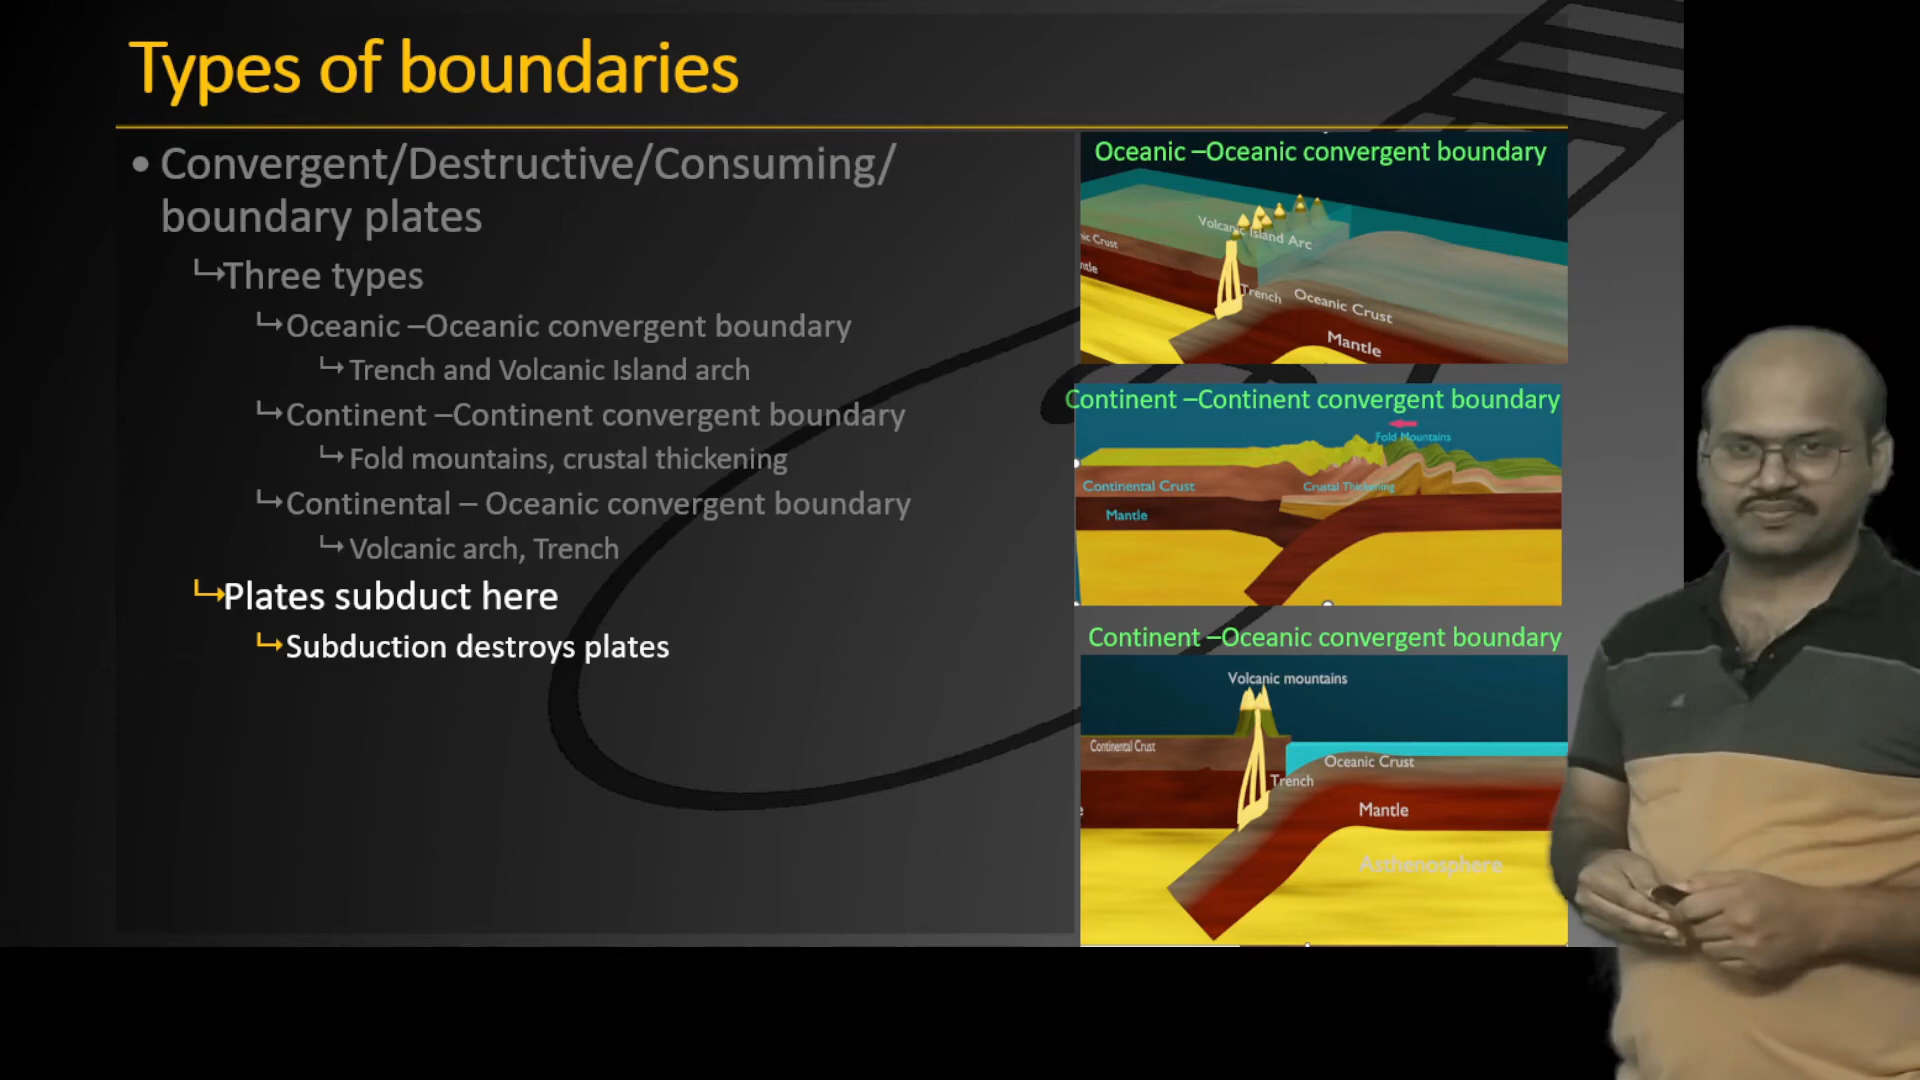 Types of boundaries
• Convergent/Destructive/Consuming/
boundary plates
Three types
Oceanic –Oceanic convergent boundary
Trench and Volcanic Island arch
Continent –Continent convergent boundary
Fold mountains, crustal thickening
Continental – Oceanic convergent boundary
Volcanic arch, Trench
Plates subduct here
Subduction destroys plates
Oceanic –Oceanic convergent boundary
Volcanic Island Arc
Crust
Trench
Oceanic Crust
Mantle
Continent –Continent convergent boundary
Fold Mountains
Continental Crust
Crustal Thickening
Mantle
Continent –Oceanic convergent boundary
Volcanic mountains
Continental Crust
Oceanic Crust
Trench
Mantle
Asthenosphere